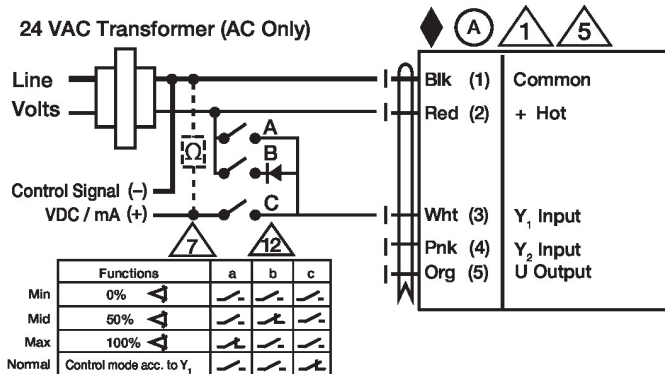 24 VAC Transformer (AC Only)
A 1 5
Line
Volts
Blk (1) Common
Red (2) + Hot
A
Ω
B
Control Signal (–)
VDC / mA (+)
C
Wht (3) Y1 Input
Pnk (4) Y2 Input
Org (5) U Output
7 12
Functions a b c
Min 0%
Mid 50%
Max 100%
Normal Control mode acc. to Y1